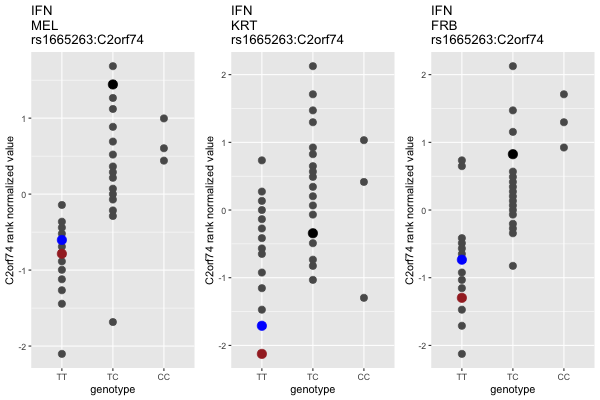 IFN
MEL
rs1665263:C2orf74
C2orf74 rank normalized value
1
0
-1
-2
TT
TC
CC
genotype
IFN
KRT
rs1665263:C2orf74
C2orf74 rank normalized value
2
1
0
-1
-2
TT
TC
CC
genotype
IFN
FRB
rs1665263:C2orf74
C2orf74 rank normalized value
2
1
0
-1
-2
TT
TC
CC
genotype